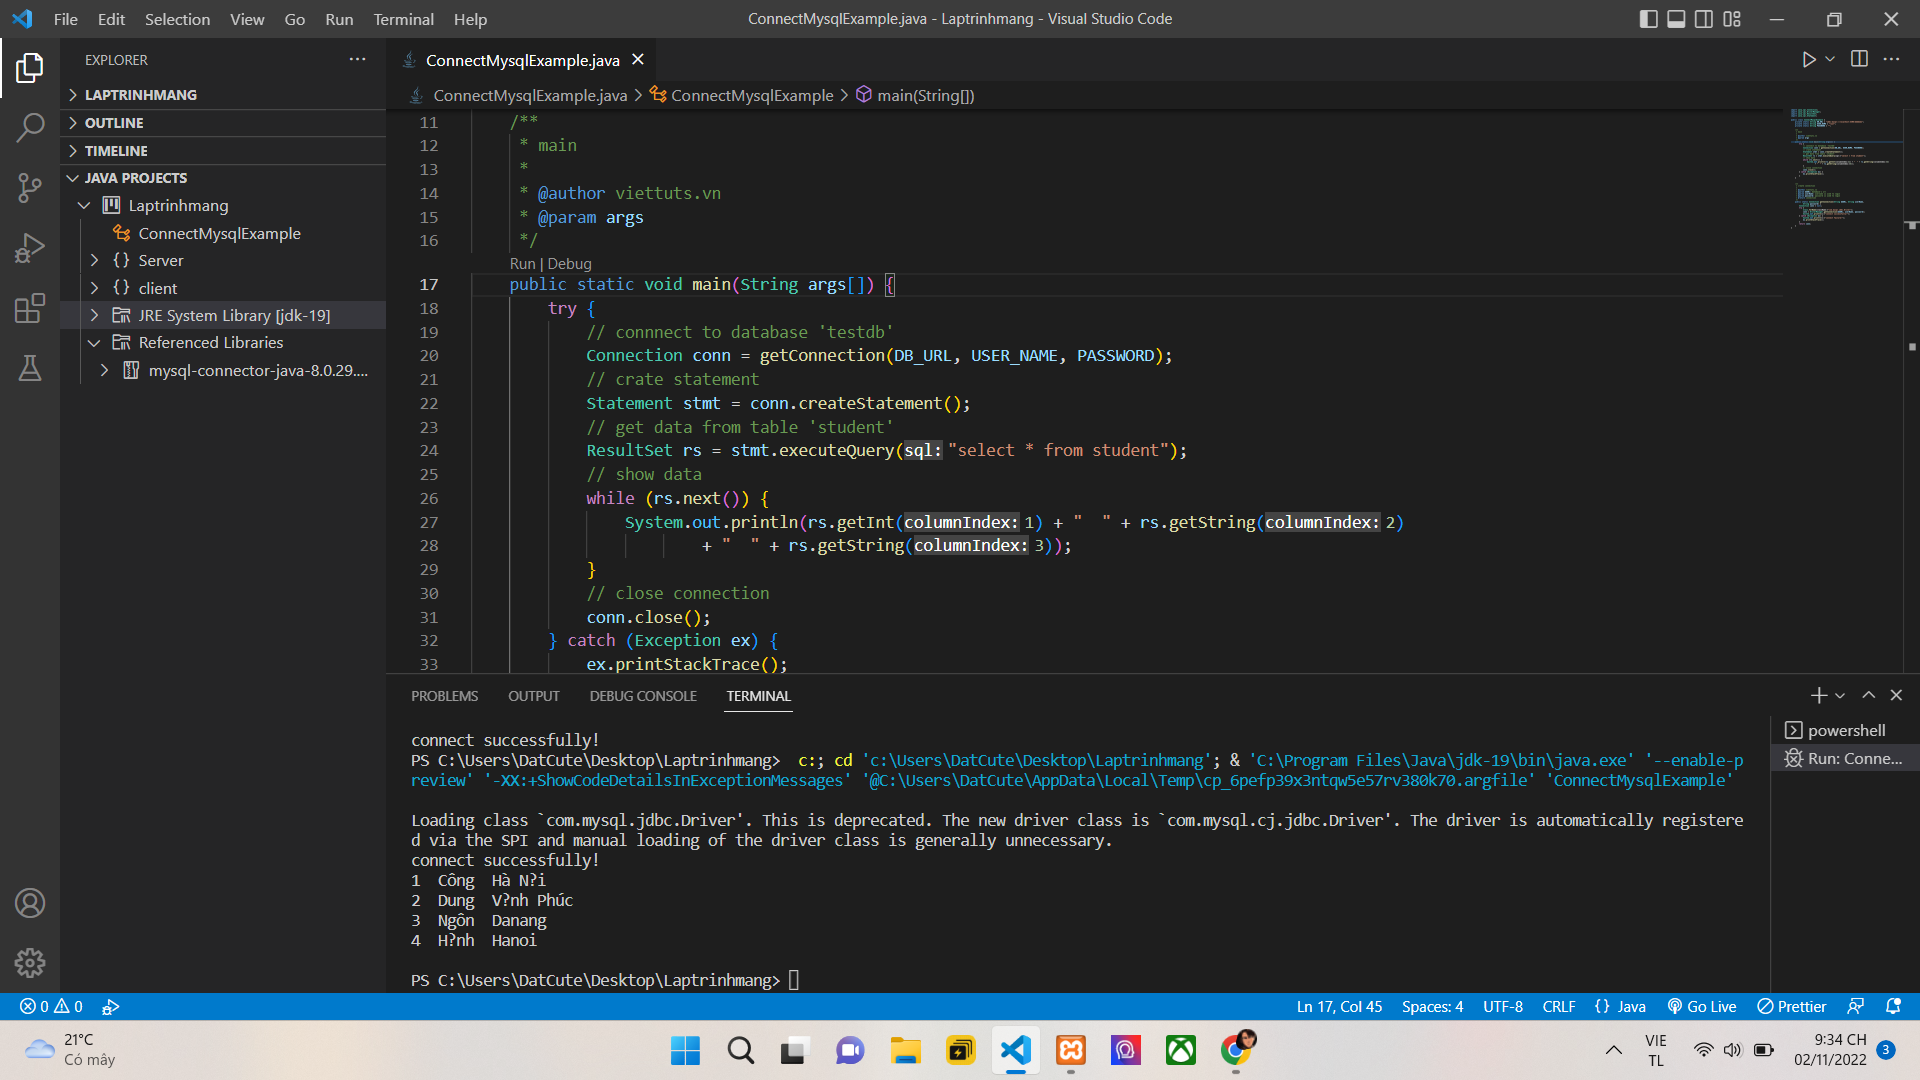 File Edit Selection View Go Run Terminal Help
ConnectMysqlExample.java - Laptrinhmang - Visual Studio Code
EXPLORER
LAPTRINHMANG
OUTLINE
TIMELINE
JAVA PROJECTS
Laptrinhmang
ConnectMysqlExample
{} Server
{} client
JRE System Library [jdk-19]
Referenced Libraries
mysql-connector-java-8.0.29....
ConnectMysqlExample.java
ConnectMysqlExample.java > ConnectMysqlExample > main(String[])
11 /**
12 * main
13 *
14 * @author viettuts.vn
15 * @param args
16 */
Run | Debug
17 public static void main(String args[]) {
18 try {
19 // connnect to database 'testdb'
20 Connection conn = getConnection(DB_URL, USER_NAME, PASSWORD);
21 // crate statement
22 Statement stmt = conn.createStatement();
23 // get data from table 'student'
24 ResultSet rs = stmt.executeQuery(sql: "select * from student");
25 // show data
26 while (rs.next()) {
27 System.out.println(rs.getInt(columnIndex: 1) + "  " + rs.getString(columnIndex: 2)
28 + "  " + rs.getString(columnIndex: 3));
29 }
30 // close connection
31 conn.close();
32 } catch (Exception ex) {
33 ex.printStackTrace();
PROBLEMS OUTPUT DEBUG CONSOLE TERMINAL
connect successfully!
PS C:\Users\DatCute\Desktop\Laptrinhmang>  c:; cd 'c:\Users\DatCute\Desktop\Laptrinhmang'; & 'C:\Program Files\Java\jdk-19\bin\java.exe' '--enable-p
review' '-XX:+ShowCodeDetailsInExceptionMessages' '@C:\Users\DatCute\AppData\Local\Temp\cp_6pefp39x3ntqw5e57rv380k70.argfile' 'ConnectMysqlExample'
Loading class `com.mysql.jdbc.Driver'. This is deprecated. The new driver class is `com.mysql.cj.jdbc.Driver'. The driver is automatically registere
d via the SPI and manual loading of the driver class is generally unnecessary.
connect successfully!
1  Công  Hà N?i
2  Dung  V?nh Phúc
3  Ngôn  Danang
4  H?nh  Hanoi
PS C:\Users\DatCute\Desktop\Laptrinhmang>
powershell
Run: Conne...
0 0
Ln 17, Col 45 Spaces: 4 UTF-8 CRLF {} Java Go Live Prettier
21°C
Có mây
VIE
TL
9:34 CH
02/11/2022
3